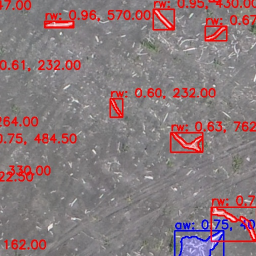 47.00
rw: 0.95, 430.00
rw: 0.96, 570.00
rw: 0.67
0.61, 232.00
rw: 0.60, 232.00
264.00
rw: 0.63, 762
0.75, 484.50
330.00
22.50
rw: 0.7
aw: 0.75, 40
162.00